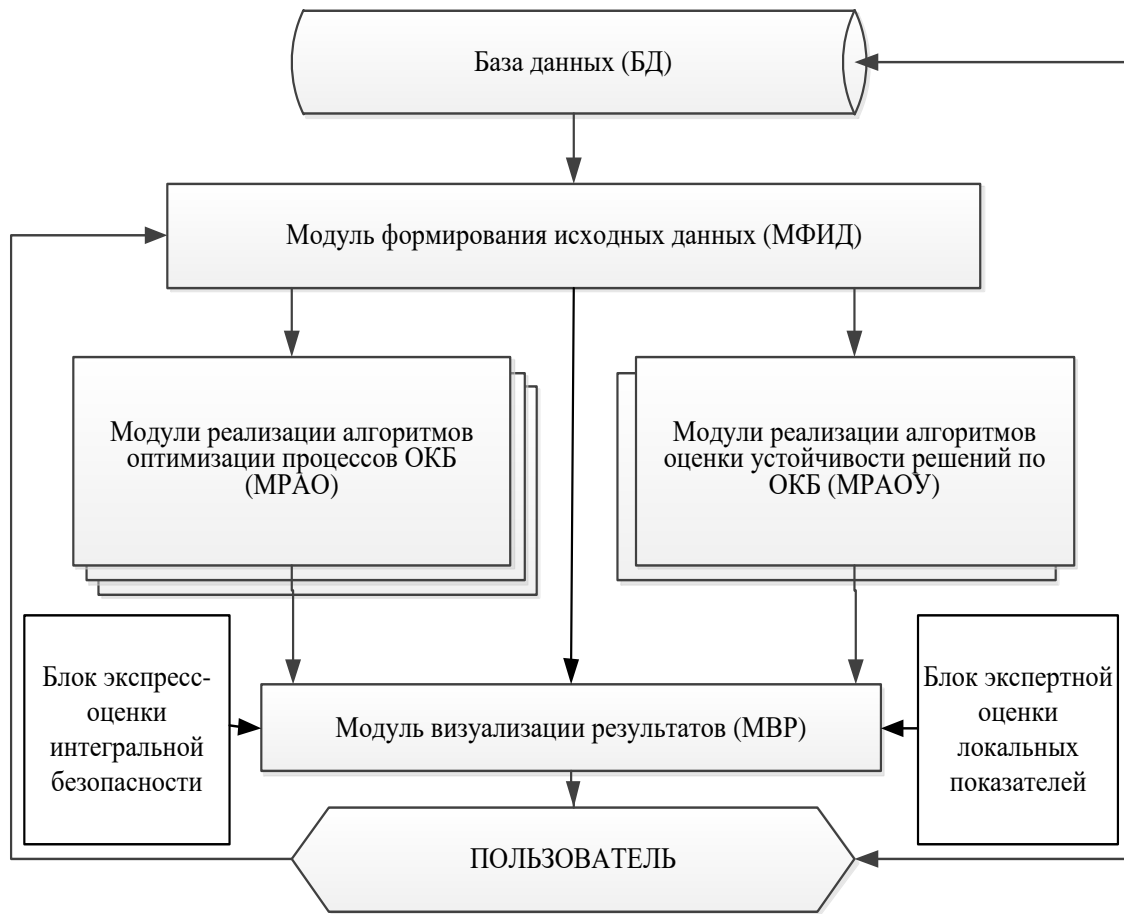 База данных (БД)
Модуль формирования исходных данных (МФИД)
Модули реализации алгоритмов
оптимизации процессов ОКБ
(МРАО)
Модули реализации алгоритмов
оценки устойчивости решений по
ОКБ (МРАОУ)
Блок экспресс-
оценки
интегральной
безопасности
Модуль визуализации результатов (МВР)
Блок экспертной
оценки
локальных
показателей
ПОЛЬЗОВАТЕЛЬ